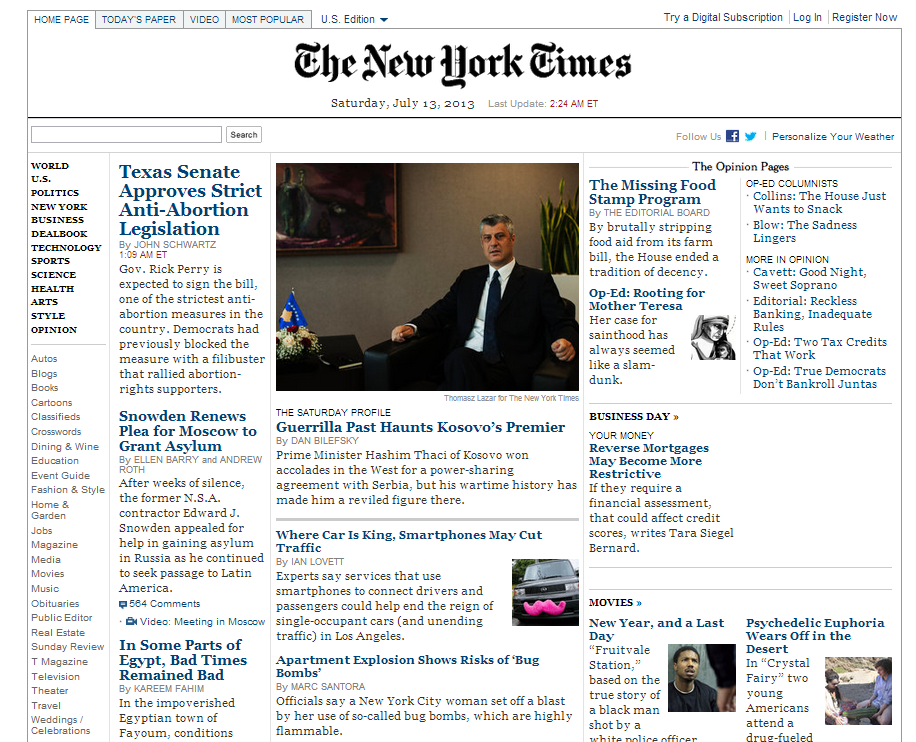 HOME PAGE
TODAY'S PAPER
VIDEO
MOST POPULAR
U.S. Edition
Try a Digital Subscription
Log In
Register Now
The New York Times
Saturday, July 13, 2013 Last Update: 2:24 AM ET
Search
Follow Us
Personalize Your Weather
WORLD
U.S.
POLITICS
NEW YORK
BUSINESS
DEALBOOK
TECHNOLOGY
SPORTS
SCIENCE
HEALTH
ARTS
STYLE
OPINION
Autos
Blogs
Books
Cartoons
Classifieds
Crosswords
Dining & Wine
Education
Event Guide
Fashion & Style
Home &
Garden
Jobs
Magazine
Media
Movies
Music
Obituaries
Public Editor
Real Estate
Sunday Review
T Magazine
Television
Theater
Travel
Weddings /
Celebrations
Texas Senate
Approves Strict
Anti-Abortion
Legislation
By JOHN SCHWARTZ
1:09 AM ET
Gov. Rick Perry is
expected to sign the bill,
one of the strictest anti-
abortion measures in the
country. Democrats had
previously blocked the
measure with a filibuster
that rallied abortion-
rights supporters.
Snowden Renews
Plea for Moscow to
Grant Asylum
By ELLEN BARRY and ANDREW
ROTH
After weeks of silence,
the former N.S.A.
contractor Edward J.
Snowden appealed for
help in gaining asylum
in Russia as he continued
to seek passage to Latin
America.
564 Comments
· Video: Meeting in Moscow
In Some Parts of
Egypt, Bad Times
Remained Bad
By KAREEM FAHIM
In the impoverished
Egyptian town of
Fayoum, conditions
Thomasz Lazar for The New York Times
THE SATURDAY PROFILE
Guerrilla Past Haunts Kosovo's Premier
By DAN BILEFSKY
Prime Minister Hashim Thaci of Kosovo won
accolades in the West for a power-sharing
agreement with Serbia, but his wartime history has
made him a reviled figure there.
Where Car Is King, Smartphones May Cut
Traffic
By IAN LOVETT
Experts say services that use
smartphones to connect drivers and
passengers could help end the reign of
single-occupant cars (and unending
traffic) in Los Angeles.
Apartment Explosion Shows Risks of 'Bug
Bombs'
By MARC SANTORA
Officials say a New York City woman set off a blast
by her use of so-called bug bombs, which are highly
flammable.
The Opinion Pages
The Missing Food
Stamp Program
By THE EDITORIAL BOARD
By brutally stripping
food aid from its farm
bill, the House ended a
tradition of decency.
Op-Ed: Rooting for
Mother Teresa
Her case for
sainthood has
always seemed
like a slam-
dunk.
OP-ED COLUMNISTS
· Collins: The House Just
Wants to Snack
· Blow: The Sadness
Lingers
MORE IN OPINION
· Cavett: Good Night,
Sweet Soprano
· Editorial: Reckless
Banking, Inadequate
Rules
· Op-Ed: Two Tax Credits
That Work
· Op-Ed: True Democrats
Don't Bankroll Juntas
BUSINESS DAY »
YOUR MONEY
Reverse Mortgages
May Become More
Restrictive
If they require a
financial assessment,
that could affect credit
scores, writes Tara Siegel
Bernard.
MOVIES »
New Year, and a Last
Day
"Fruitvale
Station,"
based on the
true story of
a black man
shot by a
white police officer
Psychedelic Euphoria
Wears Off in the
Desert
In "Crystal
Fairy" two
young
Americans
attend a
drug-fueled